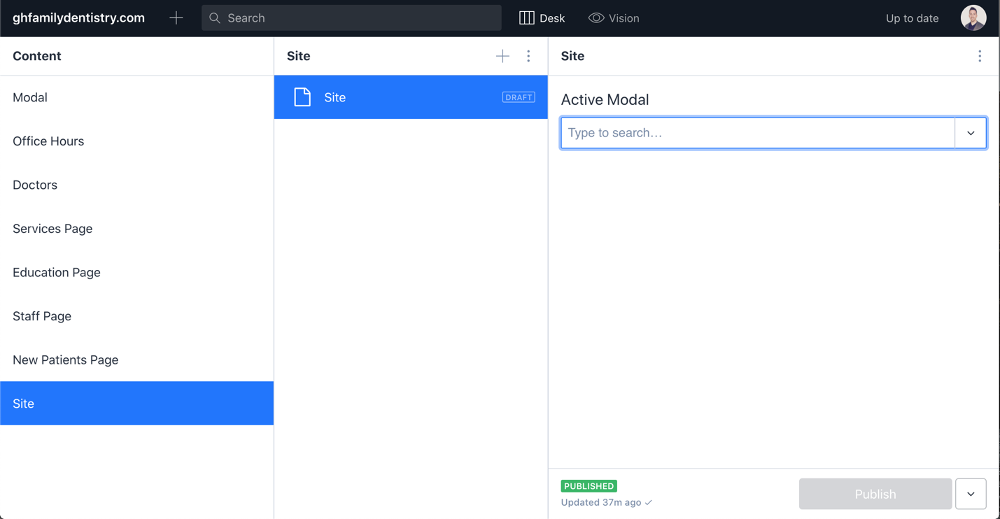 ghfamilydentistry.com
Search
Desk
Vision
Up to date
Content
Modal
Office Hours
Doctors
Services Page
Education Page
Staff Page
New Patients Page
Site
Site
Site
DRAFT
Site
Active Modal
Type to search...
PUBLISHED
Updated 37m ago
Publish